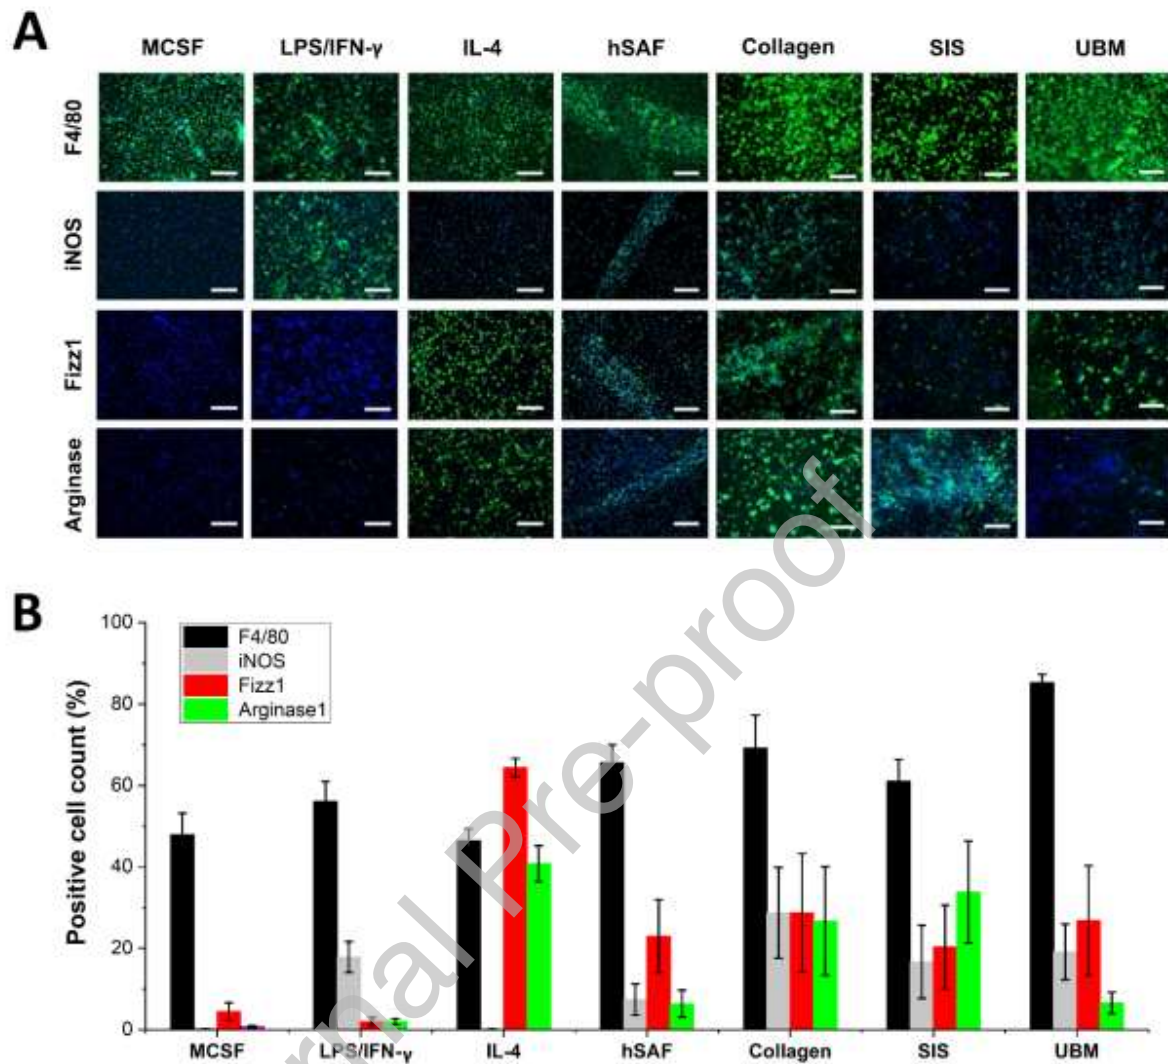 A
MCSF LPS/IFN-γ IL-4 hSAF Collagen SIS UBM
F4/80
iNOS
Fizz1
Arginase
B
Positive cell count (%)
100
80
60
40
20
0
F4/80
iNOS
Fizz1
Arginase1
MCSF LPS/IFN-γ IL-4 hSAF Collagen SIS UBM
rnal Pre-proof